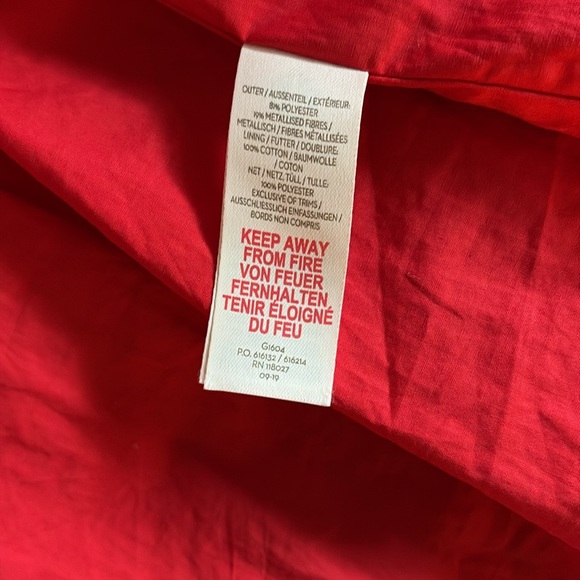 OUTER / AUSSENTEIL / EXTÉRIEUR:
81% POLYESTER
19% METALLISED FIBRES /
METALLISCH / FIBRES MÉTALLISÉES
LINING / FUTTER / DOUBLURE:
100% COTTON / BAUMWOLLE
/ COTON
NET / NETZ, TÜLL / TULLE:
100% POLYESTER
EXCLUSIVE OF TRIMS /
AUSSCHLIESSLICH EINFASSUNGEN /
BORDS NON COMPRIS
KEEP AWAY
FROM FIRE
VON FEUER
FERNHALTEN
TENIR ÉLOIGNÉ
DU FEU
G1604
P.O. 616132 / 616214
RN 118027
09-19